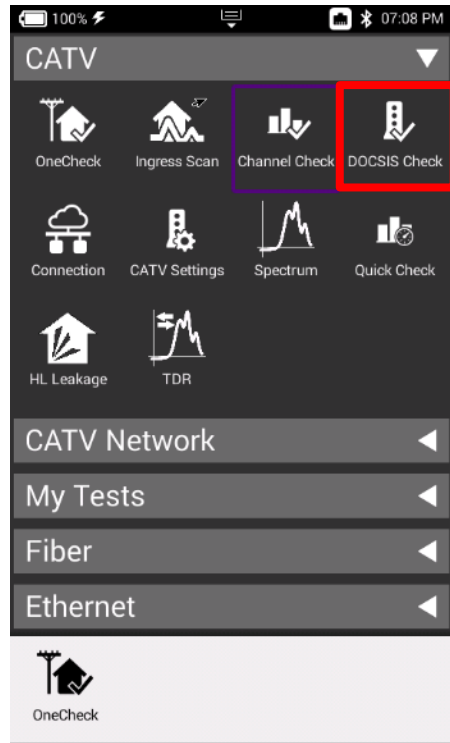 100% 07:08 PM
CATV
OneCheck Ingress Scan Channel Check DOCSIS Check
Connection CATV Settings Spectrum Quick Check
HL Leakage TDR
CATV Network
My Tests
Fiber
Ethernet
OneCheck